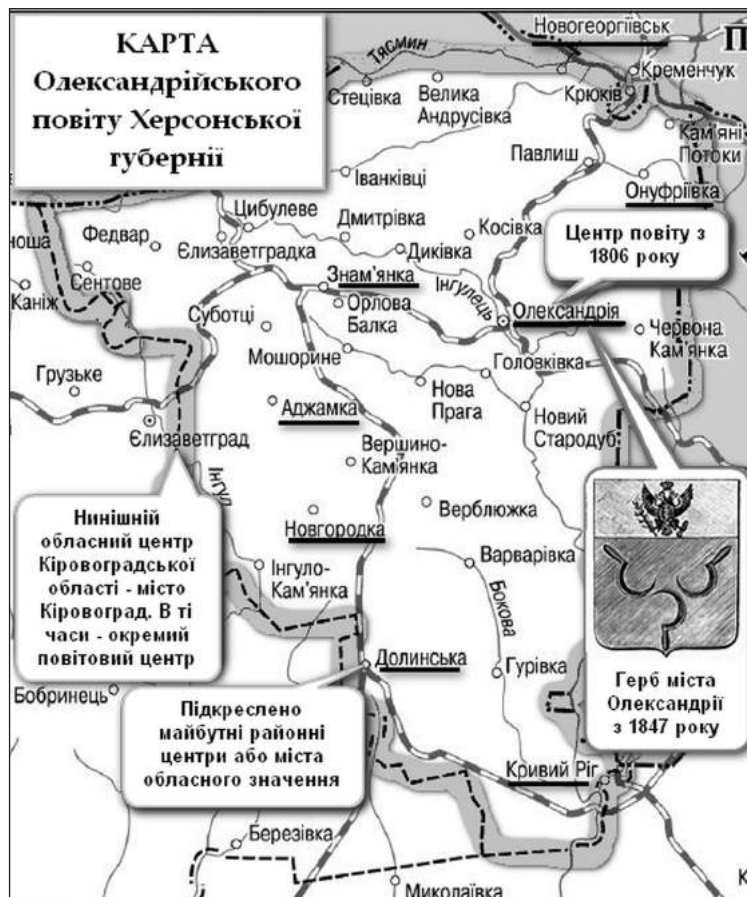 КАРТА
Олександрійського
повіту Херсонської
губернії
Новогеоргіївськ
П
Тясмин
Кременчук
Стецівка
Велика
Андрусівка
Крюків
Кам'яні
Потоки
Павлиш
Іванківці
Онуфріївка
Цибулеве
Дмитрівка
Косівка
Федвар
Єлизаветградка
Диківка
Центр повіту з
1806 року
ноша
Сентове
Знам'янка
Інгулець
Каніж
Орлова
Балка
Олександрія
Суботці
Червона
Кам'янка
Мошорине
Головківка
Грузьке
Нова
Прага
Аджамка
Новий
Стародуб
Єлизаветград
Вершино-
Кам'янка
Інгул
Верблюжка
Новгородка
Нинішній
обласний центр
Кіровоградської
області - місто
Кіровоград. В ті
часи - окремий
повітовий центр
Інгуло-
Кам'янка
Варварівка
Бокова
Долинська
Гурівка
Герб міста
Олександрії
з 1847 року
Бобринець
Підкреслено
майбутні районні
центри або міста
обласного значення
Кривий Ріг
Березівка
Миколаївка
К